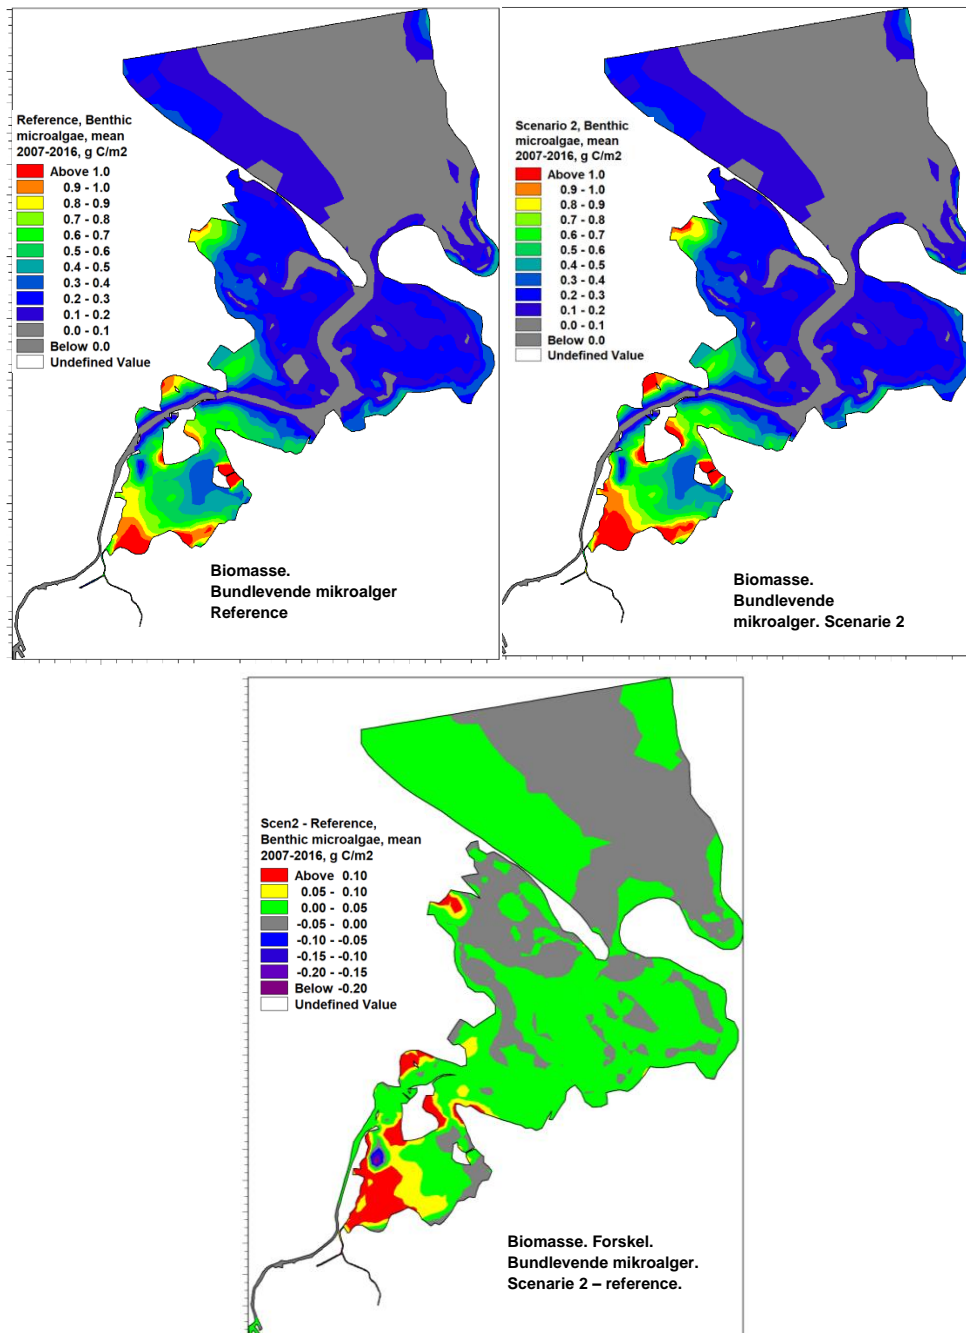 Reference, Benthic
microalgae, mean
2007-2016, g C/m2
Above 1.0
0.9 - 1.0
0.8 - 0.9
0.7 - 0.8
0.6 - 0.7
0.5 - 0.6
0.4 - 0.5
0.3 - 0.4
0.2 - 0.3
0.1 - 0.2
0.0 - 0.1
Below 0.0
Undefined Value
Biomasse.
Bundlevende mikroalger
Reference
Scenario 2, Benthic
microalgae, mean
2007-2016, g C/m2
Above 1.0
0.9 - 1.0
0.8 - 0.9
0.7 - 0.8
0.6 - 0.7
0.5 - 0.6
0.4 - 0.5
0.3 - 0.4
0.2 - 0.3
0.1 - 0.2
0.0 - 0.1
Below 0.0
Undefined Value
Biomasse.
Bundlevende
mikroalger. Scenarie 2
Scen2 - Reference,
Benthic microalgae, mean
2007-2016, g C/m2
Above 0.10
0.05 - 0.10
0.00 - 0.05
-0.05 - 0.00
-0.10 - -0.05
-0.15 - -0.10
-0.20 - -0.15
Below -0.20
Undefined Value
Biomasse. Forskel.
Bundlevende mikroalger.
Scenarie 2 – reference.